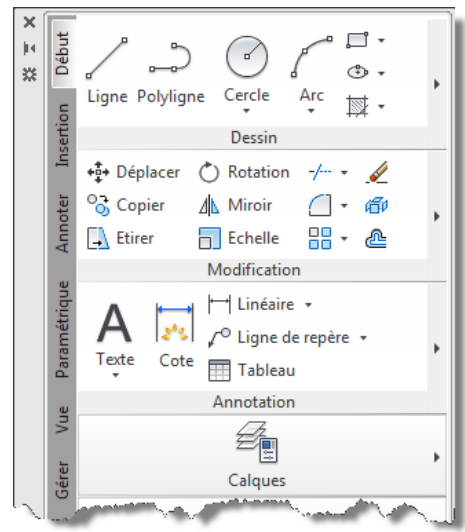 Début
Insertion
Annoter
Paramétrique
Vue
Gérer
Ligne Polyligne Cercle Arc
Dessin
Déplacer Rotation
Copier Miroir
Etirer Echelle
Modification
Texte Cote
Linéaire
Ligne de repère
Tableau
Annotation
Calques